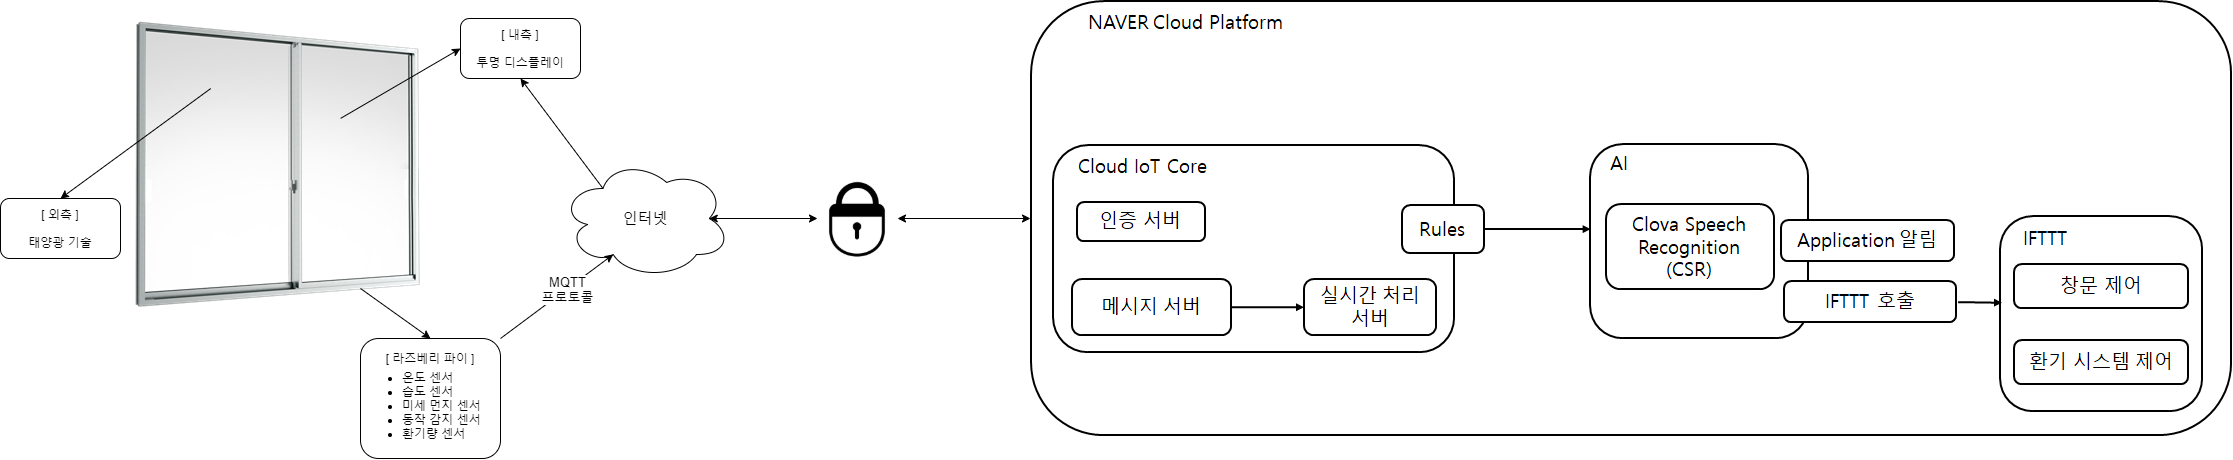 [ 내측 ]
투명 디스플레이
[ 외측 ]
태양광 기술
인터넷
MQTT
프로토콜
[ 라즈베리 파이 ]
• 온도 센서
• 습도 센서
• 미세 먼지 센서
• 동작 감지 센서
• 환기량 센서
NAVER Cloud Platform
Cloud IoT Core
인증 서버
메시지 서버
실시간 처리
서버
Rules
AI
Clova Speech
Recognition
(CSR)
Application 알림
IFTTT 호출
IFTTT
창문 제어
환기 시스템 제어